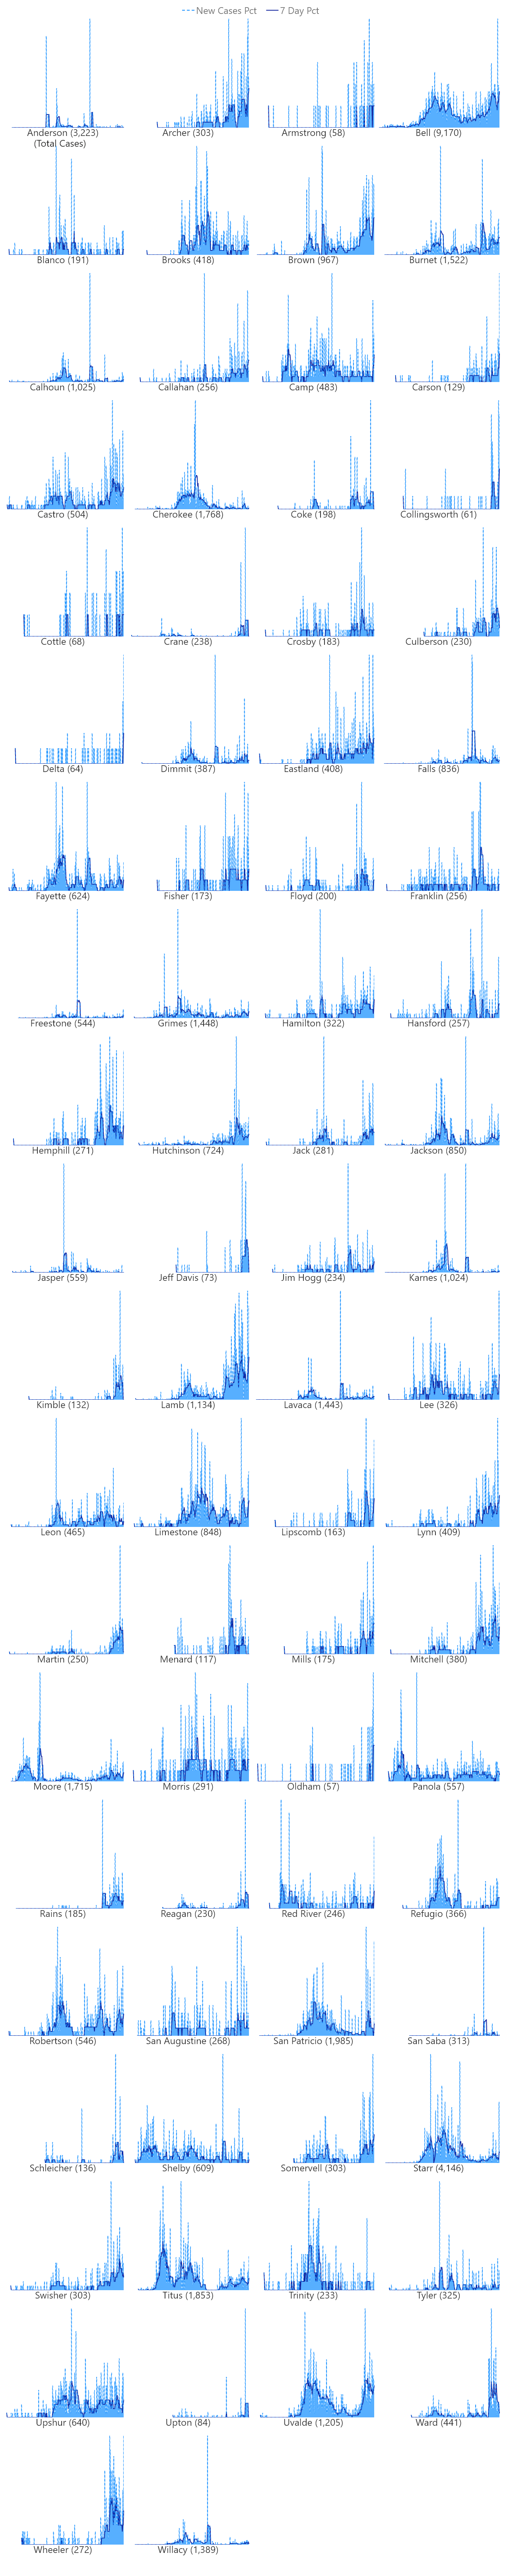 New Cases Pct 7 Day Pct
Anderson (3,223) Archer (303) Armstrong (58) Bell (9,170)
(Total Cases)
Blanco (191) Brooks (418) Brown (967) Burnet (1,522)
Calhoun (1,025) Callahan (256) Camp (483) Carson (129)
Castro (504) Cherokee (1,768) Coke (198) Collingsworth (61)
Cottle (68) Crane (238) Crosby (183) Culberson (230)
Delta (64) Dimmit (387) Eastland (408) Falls (836)
Fayette (624) Fisher (173) Floyd (200) Franklin (256)
Freestone (544) Grimes (1,448) Hamilton (322) Hansford (257)
Hemphill (271) Hutchinson (724) Jack (281) Jackson (850)
Jasper (559) Jeff Davis (73) Jim Hogg (234) Karnes (1,024)
Kimble (132) Lamb (1,134) Lavaca (1,443) Lee (326)
Leon (465) Limestone (848) Lipscomb (163) Lynn (409)
Martin (250) Menard (117) Mills (175) Mitchell (380)
Moore (1,715) Morris (291) Oldham (57) Panola (557)
Rains (185) Reagan (230) Red River (246) Refugio (366)
Robertson (546) San Augustine (268) San Patricio (1,985) San Saba (313)
Schleicher (136) Shelby (609) Somervell (303) Starr (4,146)
Swisher (303) Titus (1,853) Trinity (233) Tyler (325)
Upshur (640) Upton (84) Uvalde (1,205) Ward (441)
Wheeler (272) Willacy (1,389)